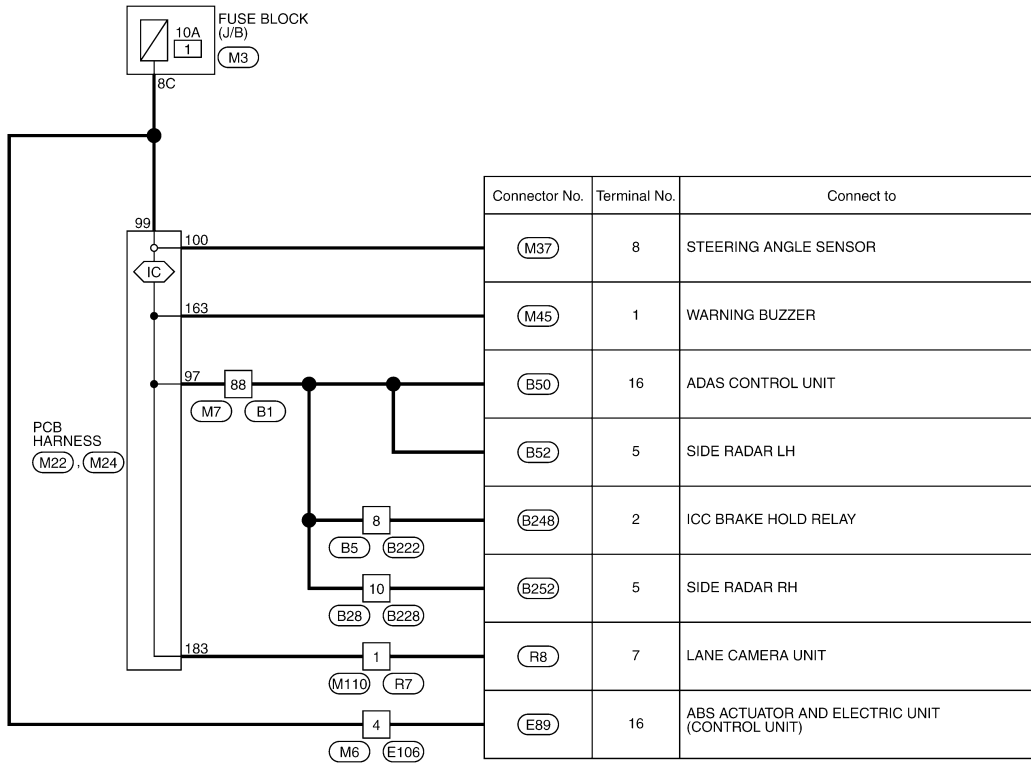 FUSE BLOCK
(J/B)
10A
1
M3
8C
Connector No. Terminal No. Connect to
99
100
M37 8 STEERING ANGLE SENSOR
IC
163
M45 1 WARNING BUZZER
97
88
M7 B1
B50 16 ADAS CONTROL UNIT
PCB
HARNESS
M22 , M24
B52 5 SIDE RADAR LH
8
B5 B222
B248 2 ICC BRAKE HOLD RELAY
10
B28 B228
B252 5 SIDE RADAR RH
183
1
M110 R7
R8 7 LANE CAMERA UNIT
4
M6 E106
E89 16 ABS ACTUATOR AND ELECTRIC UNIT
(CONTROL UNIT)